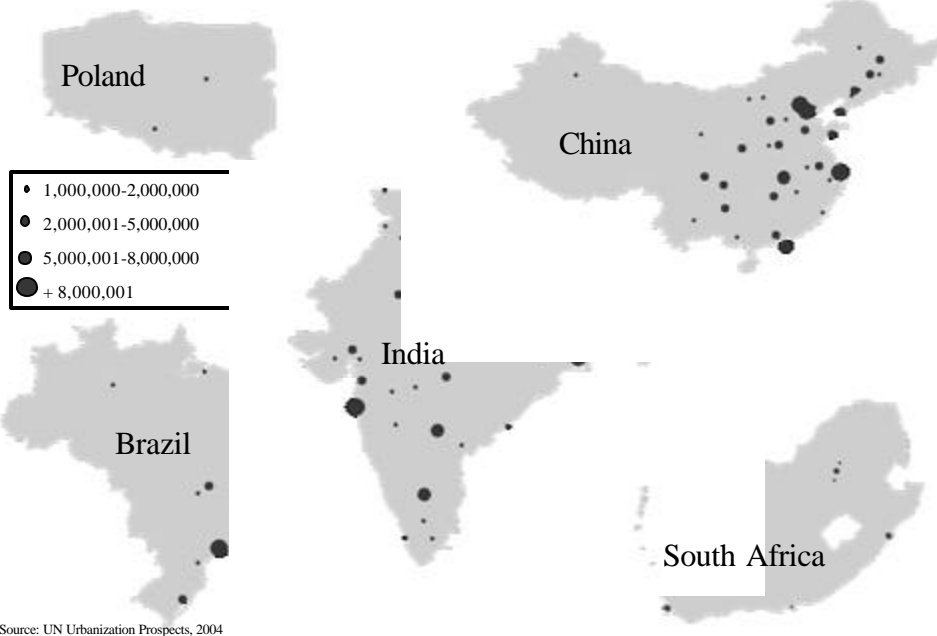 Poland
China
1,000,000-2,000,000
2,000,001-5,000,000
5,000,001-8,000,000
+ 8,000,001
India
Brazil
South Africa
Source: UN Urbanization Prospects, 2004